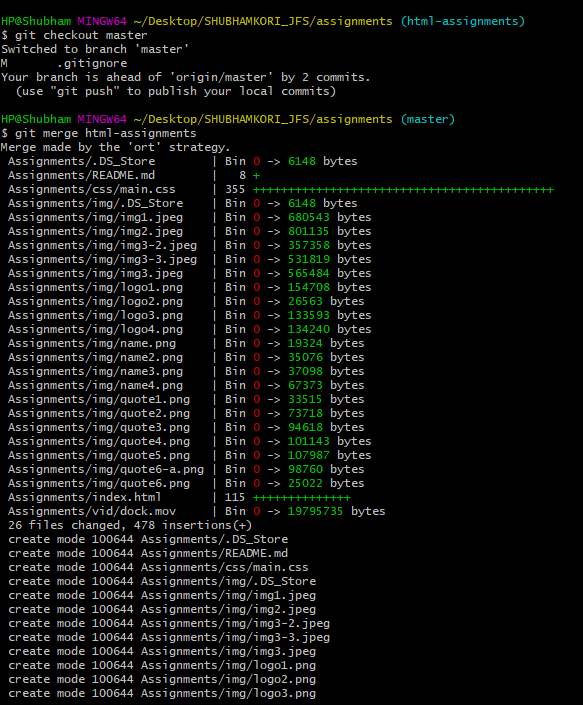 HP@Shubham MINGW64 ~/Desktop/SHUBHAMKORI_JFS/assignments (html-assignments)
$ git checkout master
Switched to branch 'master'
M       .gitignore
Your branch is ahead of 'origin/master' by 2 commits.
  (use "git push" to publish your local commits)

HP@Shubham MINGW64 ~/Desktop/SHUBHAMKORI_JFS/assignments (master)
$ git merge html-assignments
Merge made by the 'ort' strategy.
 Assignments/.DS_Store        | Bin 0 -> 6148 bytes
 Assignments/README.md        |   8 +
 Assignments/css/main.css     | 355 +++++++++++++++++++++++++++++++++++++++++++
 Assignments/img/.DS_Store    | Bin 0 -> 6148 bytes
 Assignments/img/img1.jpeg    | Bin 0 -> 680543 bytes
 Assignments/img/img2.jpeg    | Bin 0 -> 801135 bytes
 Assignments/img/img3-2.jpeg  | Bin 0 -> 357358 bytes
 Assignments/img/img3-3.jpeg  | Bin 0 -> 531819 bytes
 Assignments/img/img3.jpeg    | Bin 0 -> 565484 bytes
 Assignments/img/logo1.png    | Bin 0 -> 154708 bytes
 Assignments/img/logo2.png    | Bin 0 -> 26563 bytes
 Assignments/img/logo3.png    | Bin 0 -> 133593 bytes
 Assignments/img/logo4.png    | Bin 0 -> 134240 bytes
 Assignments/img/name.png     | Bin 0 -> 19324 bytes
 Assignments/img/name2.png    | Bin 0 -> 35076 bytes
 Assignments/img/name3.png    | Bin 0 -> 37098 bytes
 Assignments/img/name4.png    | Bin 0 -> 67373 bytes
 Assignments/img/quote1.png   | Bin 0 -> 33515 bytes
 Assignments/img/quote2.png   | Bin 0 -> 73718 bytes
 Assignments/img/quote3.png   | Bin 0 -> 94618 bytes
 Assignments/img/quote4.png   | Bin 0 -> 101143 bytes
 Assignments/img/quote5.png   | Bin 0 -> 107987 bytes
 Assignments/img/quote6-a.png | Bin 0 -> 98760 bytes
 Assignments/img/quote6.png   | Bin 0 -> 25022 bytes
 Assignments/index.html       | 115 ++++++++++++++
 Assignments/vid/dock.mov     | Bin 0 -> 19795735 bytes
 26 files changed, 478 insertions(+)
 create mode 100644 Assignments/.DS_Store
 create mode 100644 Assignments/README.md
 create mode 100644 Assignments/css/main.css
 create mode 100644 Assignments/img/.DS_Store
 create mode 100644 Assignments/img/img1.jpeg
 create mode 100644 Assignments/img/img2.jpeg
 create mode 100644 Assignments/img/img3-2.jpeg
 create mode 100644 Assignments/img/img3-3.jpeg
 create mode 100644 Assignments/img/img3.jpeg
 create mode 100644 Assignments/img/logo1.png
 create mode 100644 Assignments/img/logo2.png
 create mode 100644 Assignments/img/logo3.png